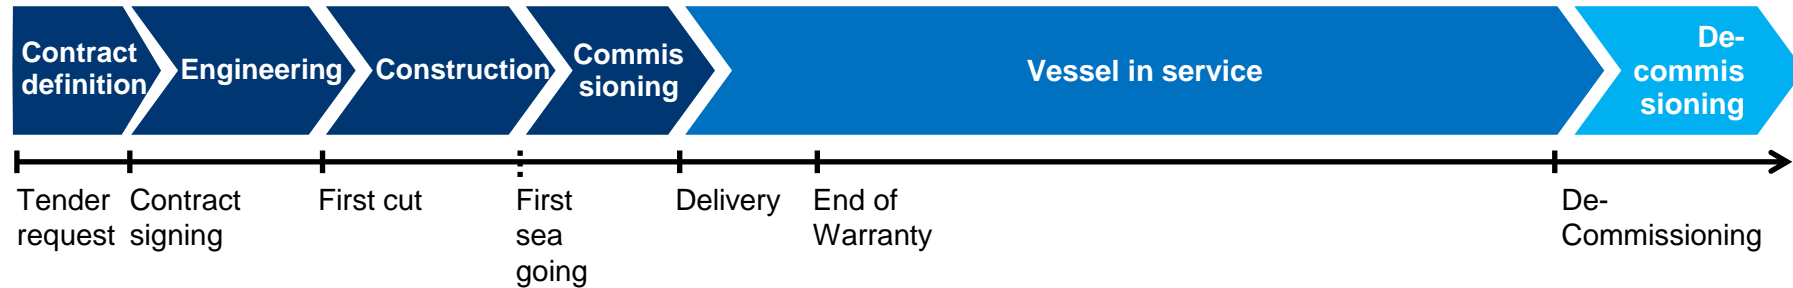 Contract
definition
Engineering
Construction
Commis
sioning
Vessel in service
De-
commis
sioning
Tender
request
Contract
signing
First cut
First
sea
going
Delivery
End of
Warranty
De-
Commissioning